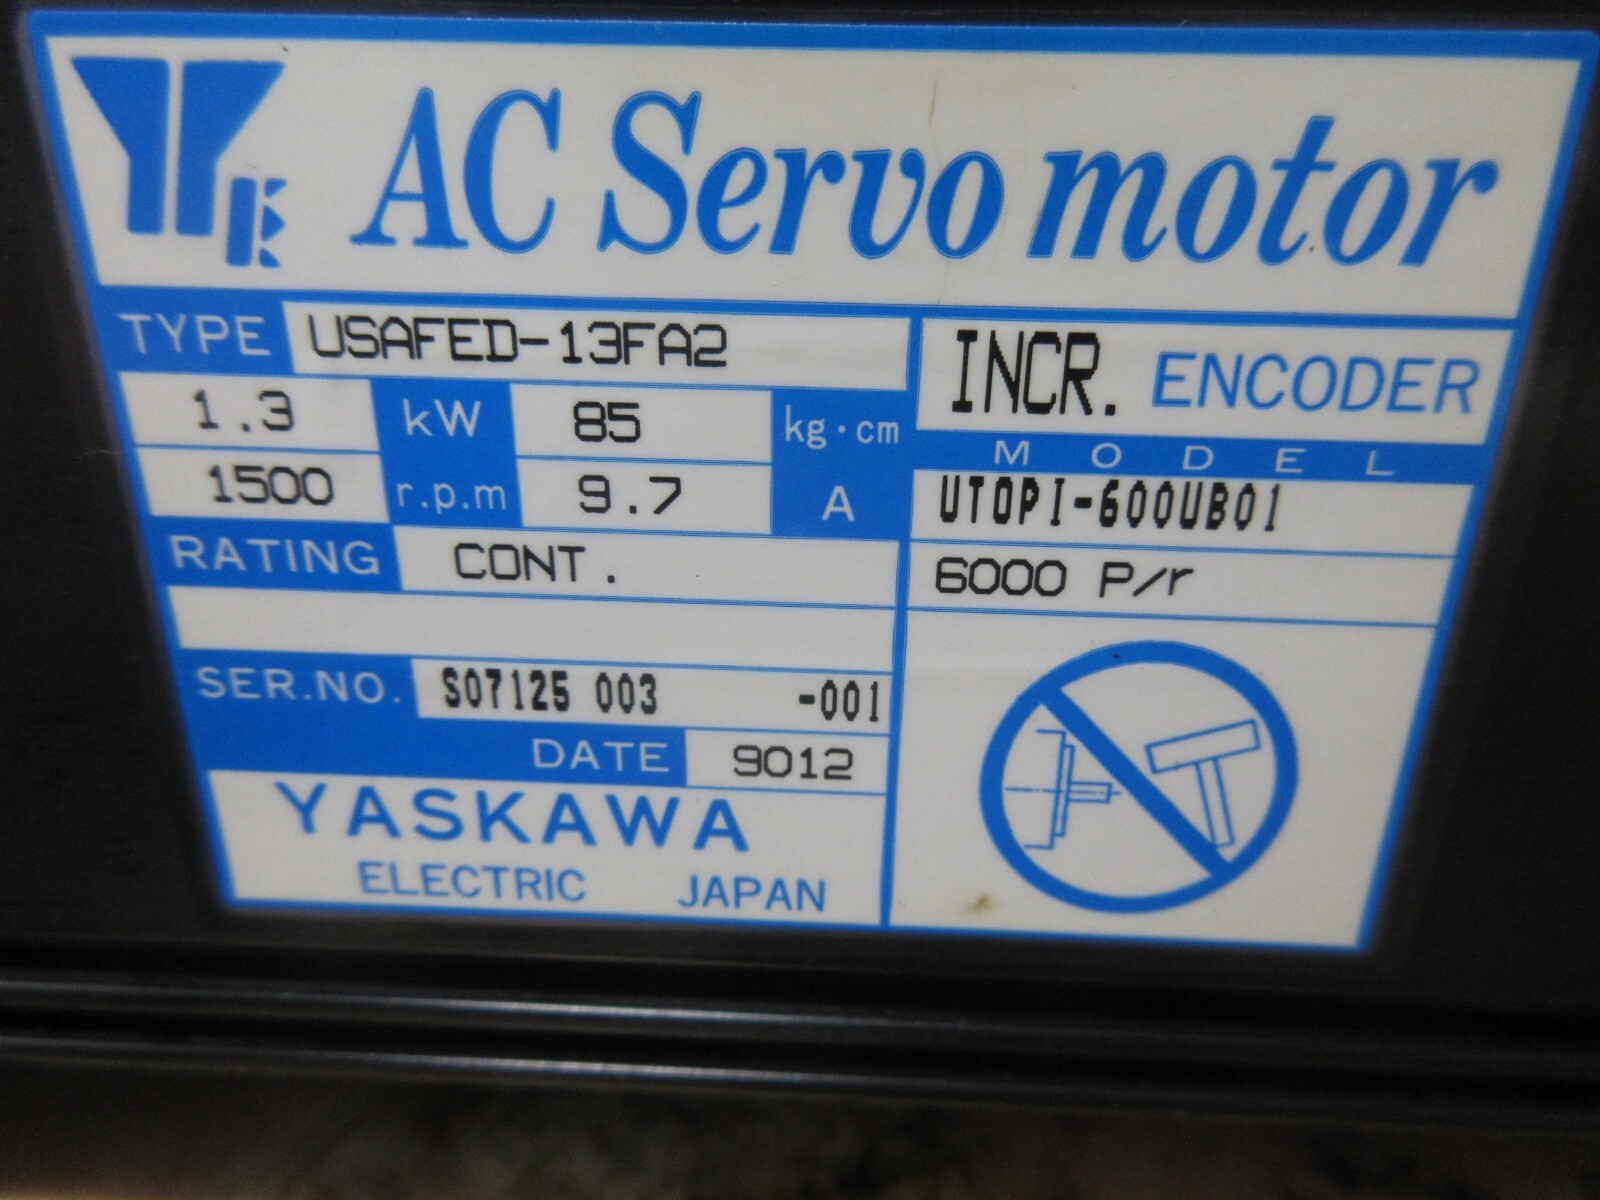 YE AC Servo motor
TYPE USAFED-13FA2
1.3 kW 85 kg·cm
1500 r.p.m 9.7 A
RATING CONT.
SER.NO. S07125 003 -001
DATE 9012
YASKAWA
ELECTRIC JAPAN
INCR. ENCODER
MODEL
UTOPI-600UB01
6000 P/r